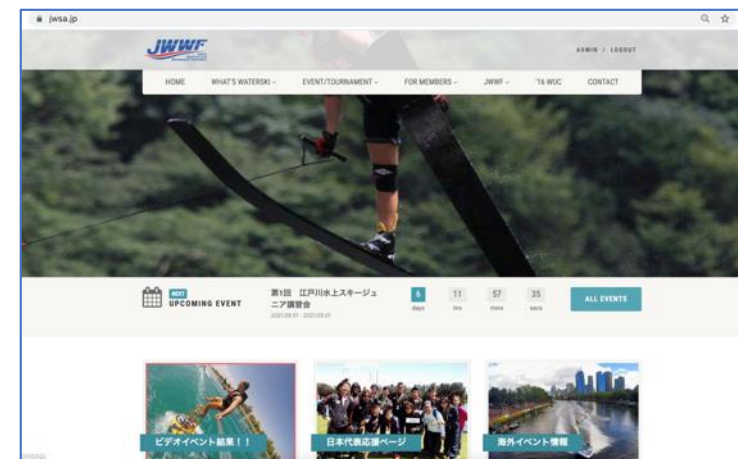 jwsa.jp
JWWF
ADMIN / LOGOUT
HOME WHAT'S WATERSKI EVENT/TOURNAMENT FOR MEMBERS JWWF '16 WUC CONTACT
NEXT
UPCOMING EVENT
第1回 江戸川水上スキージュ
ニア講習会
6 11 57 35
days hrs mins secs
ALL EVENTS
ビデオイベント結果！！
日本代表応援ページ
海外イベント情報